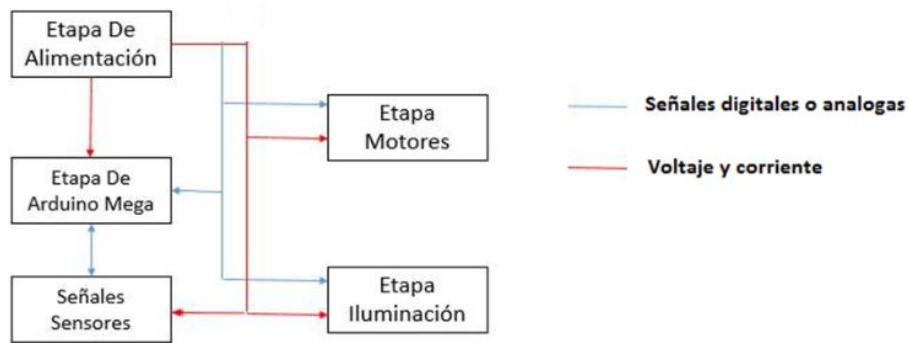 Etapa De
Alimentación
Etapa
Motores
Señales digitales o analogas
Voltaje y corriente
Etapa De
Arduino Mega
Señales
Sensores
Etapa
Iluminación